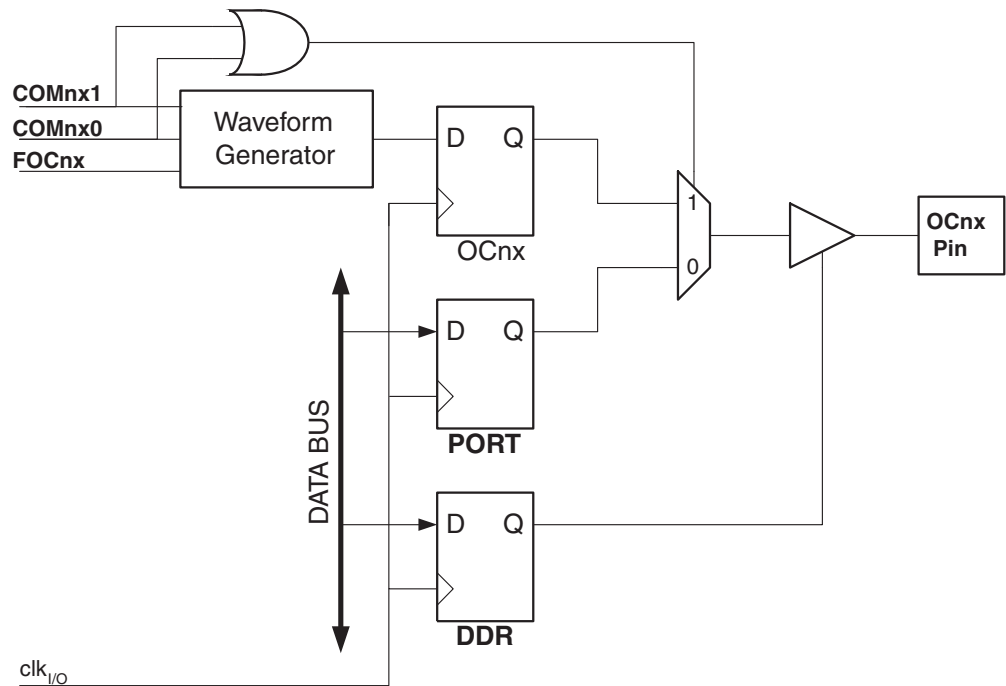 COMnx1
COMnx0
FOCnx
Waveform
Generator
D Q
OCnx
1
0
OCnx
Pin
D Q
PORT
DATA BUS
D Q
DDR
clkI/O